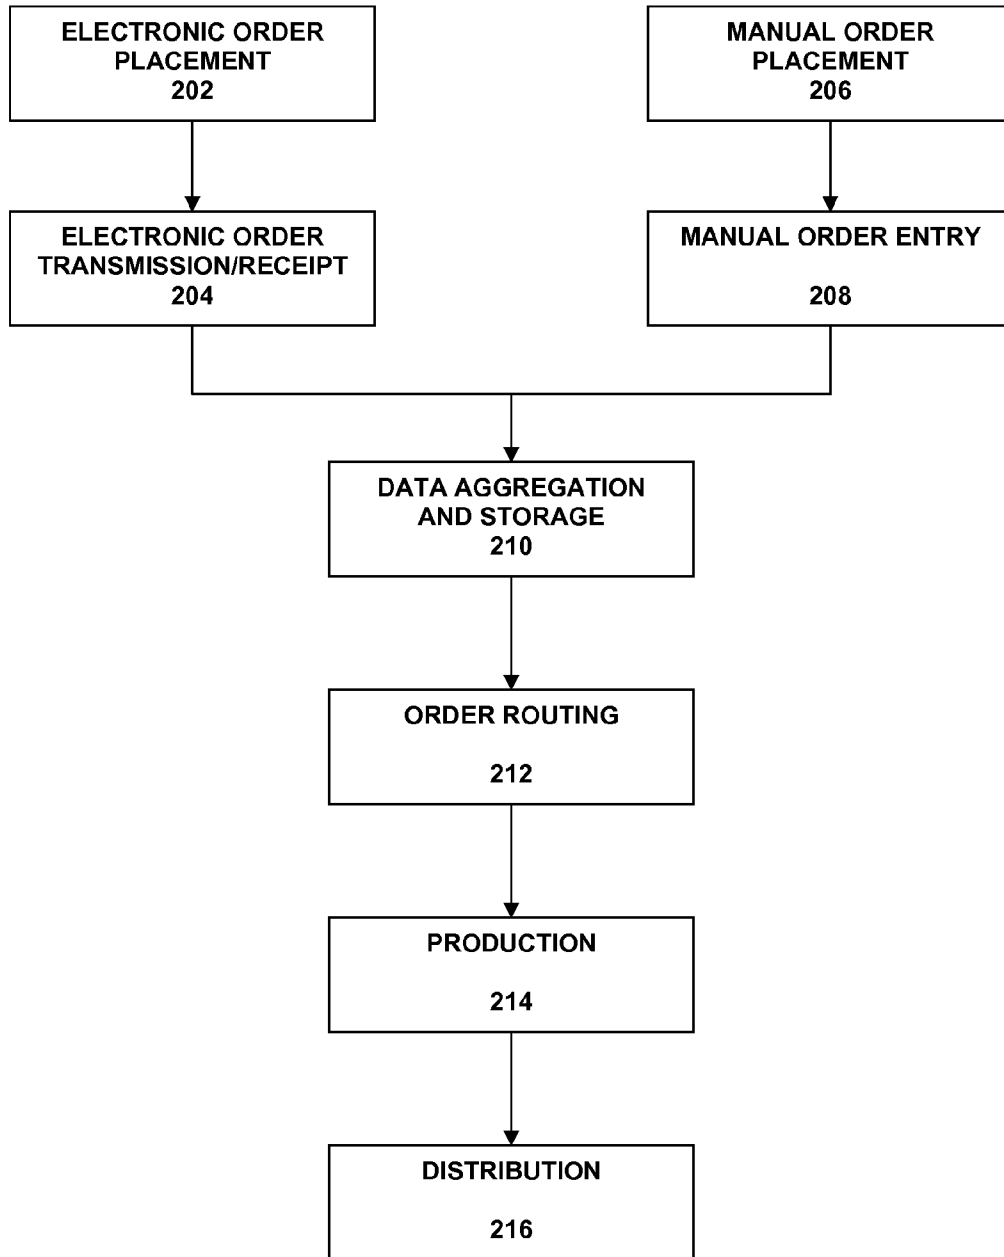 ELECTRONIC ORDER
PLACEMENT
202
MANUAL ORDER
PLACEMENT
206
ELECTRONIC ORDER
TRANSMISSION/RECEIPT
204
MANUAL ORDER ENTRY
208
DATA AGGREGATION
AND STORAGE
210
ORDER ROUTING
212
PRODUCTION
214
DISTRIBUTION
216